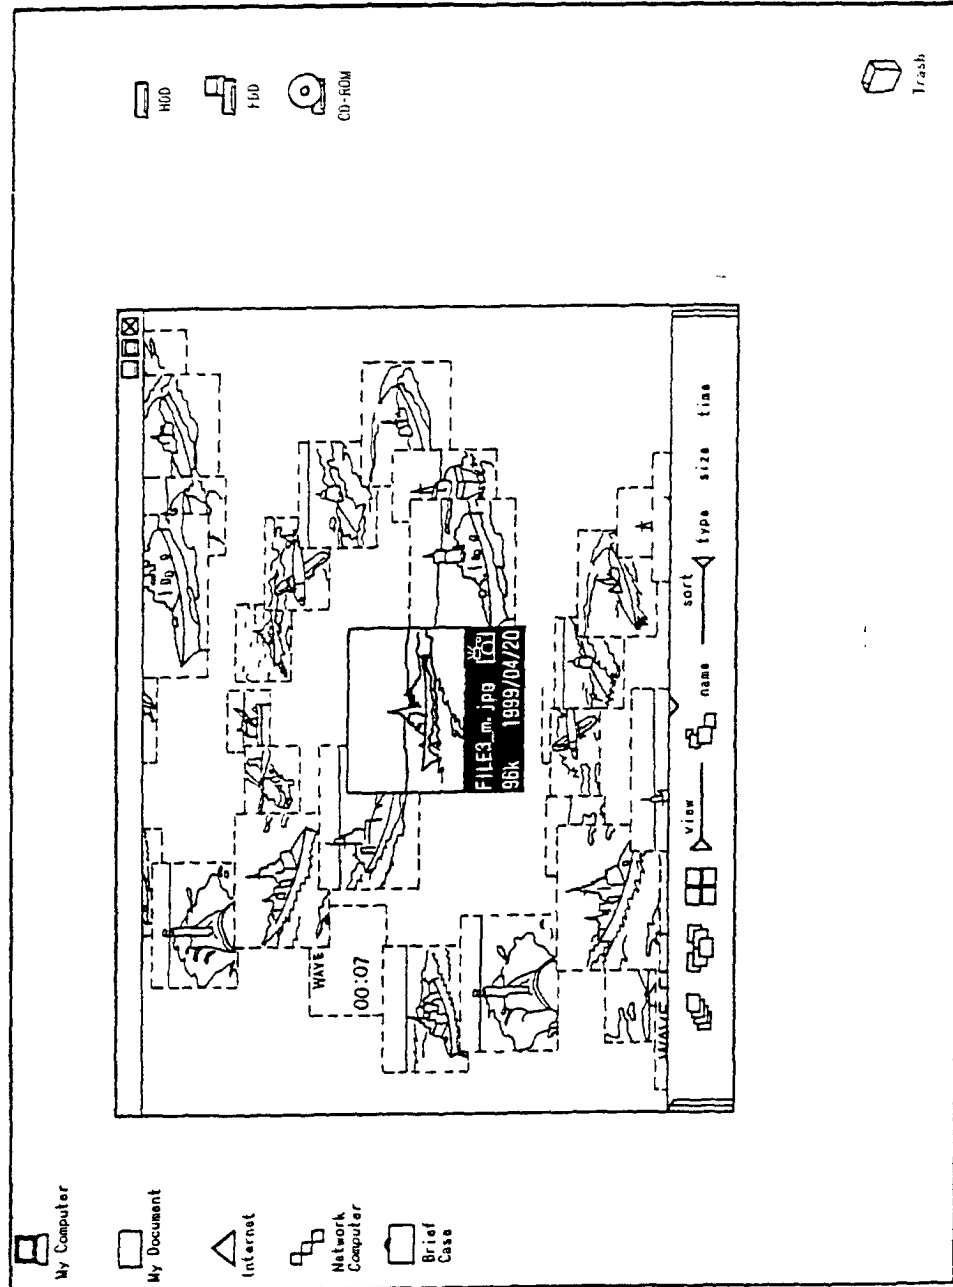 My Computer
My Document
Internet
Network
Computer
Brief
Case
HDD
FDD
CD-ROM
Trash
WAVE
00:07
FILE3_m.jpg
96k 1999/04/20
WAVE
view
name
sort
type
size
time